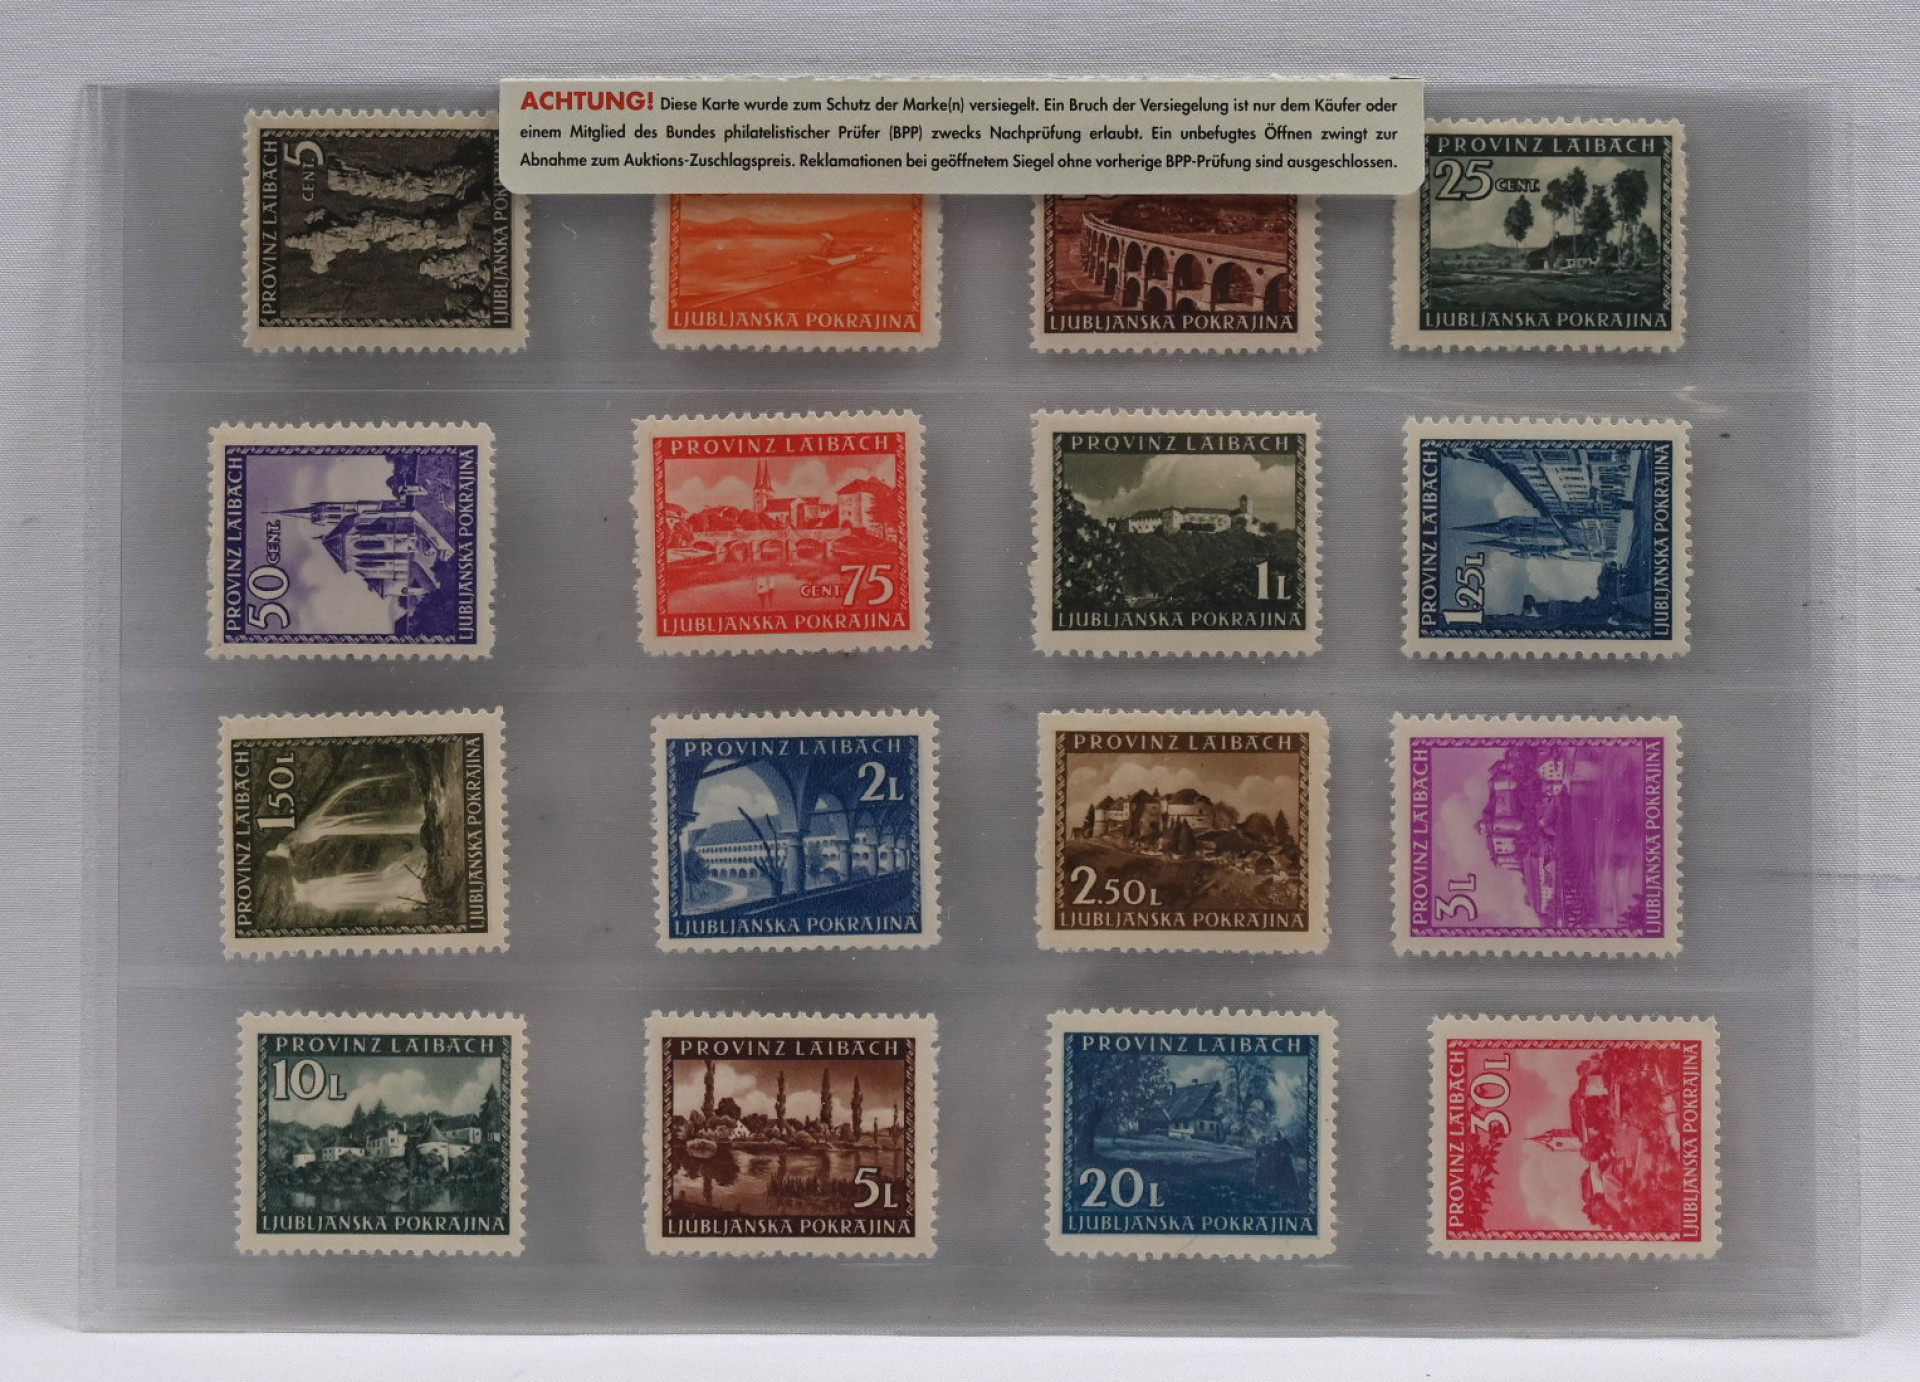 ACHTUNG! Diese Karte wurde zum Schutz der Marke(n) versiegelt. Ein Bruch der Versiegelung ist nur dem Käufer oder
einem Mitglied des Bundes philatelistischer Prüfer (BPP) zwecks Nachprüfung erlaubt. Ein unbefugtes Öffnen zwingt zur
Abnahme zum Auktions-Zuschlagspreis. Reklamationen bei geöffnetem Siegel ohne vorherige BPP-Prüfung sind ausgeschlossen.
PROVINZ LAIBACH
5 CENT.
LJUBLJANSKA POKRAJINA
LJUBLJANSKA POKRAJINA
LJUBLJANSKA POKRAJINA
PROVINZ LAIBACH
25 CENT.
LJUBLJANSKA POKRAJINA
PROVINZ LAIBACH
50 CENT.
LJUBLJANSKA POKRAJINA
PROVINZ LAIBACH
CENT. 75
LJUBLJANSKA POKRAJINA
PROVINZ LAIBACH
1L
LJUBLJANSKA POKRAJINA
PROVINZ LAIBACH
1.25L
LJUBLJANSKA POKRAJINA
PROVINZ LAIBACH
1.50L
LJUBLJANSKA POKRAJINA
PROVINZ LAIBACH
2L
LJUBLJANSKA POKRAJINA
PROVINZ LAIBACH
2.50L
LJUBLJANSKA POKRAJINA
PROVINZ LAIBACH
3L
LJUBLJANSKA POKRAJINA
PROVINZ LAIBACH
10L
LJUBLJANSKA POKRAJINA
PROVINZ LAIBACH
5L
LJUBLJANSKA POKRAJINA
PROVINZ LAIBACH
20L
LJUBLJANSKA POKRAJINA
PROVINZ LAIBACH
30L
LJUBLJANSKA POKRAJINA